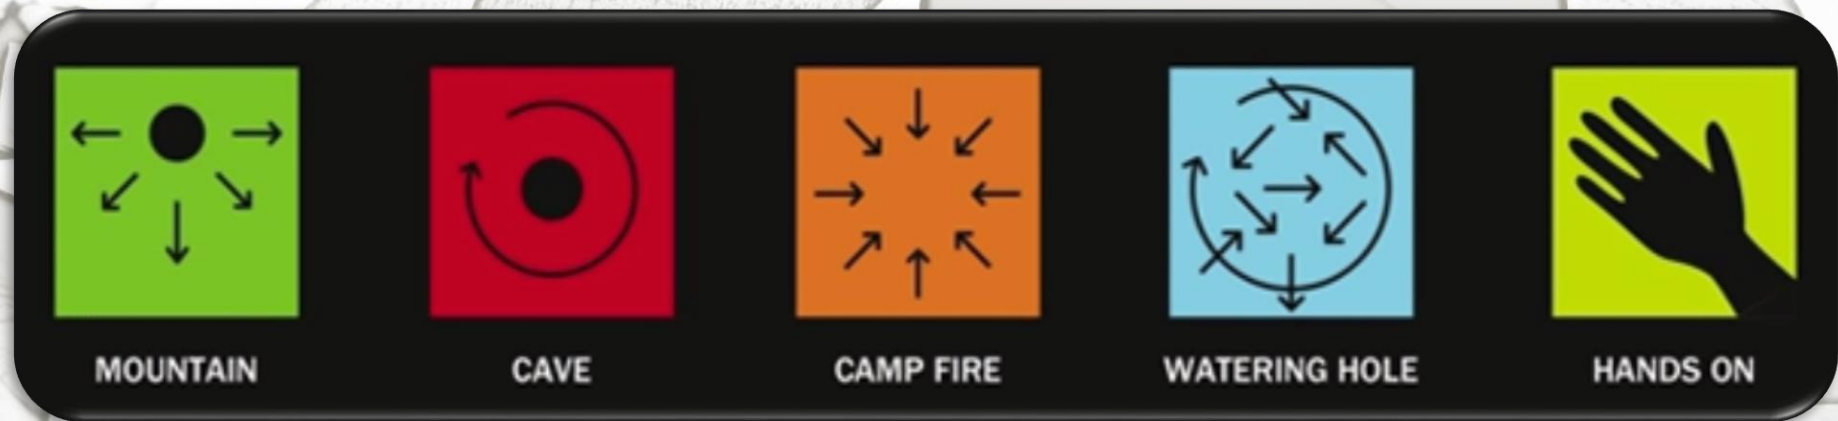 MOUNTAIN
CAVE
CAMP FIRE
WATERING HOLE
HANDS ON